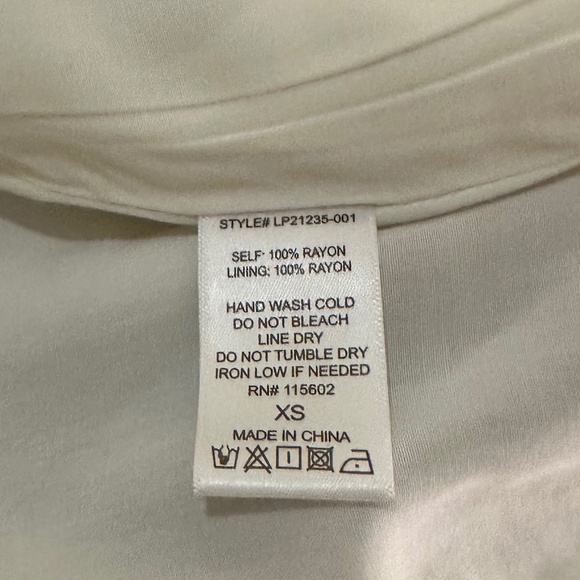 STYLE# LP21235-001
SELF: 100% RAYON
LINING: 100% RAYON
HAND WASH COLD
DO NOT BLEACH
LINE DRY
DO NOT TUMBLE DRY
IRON LOW IF NEEDED
RN# 115602
XS
MADE IN CHINA